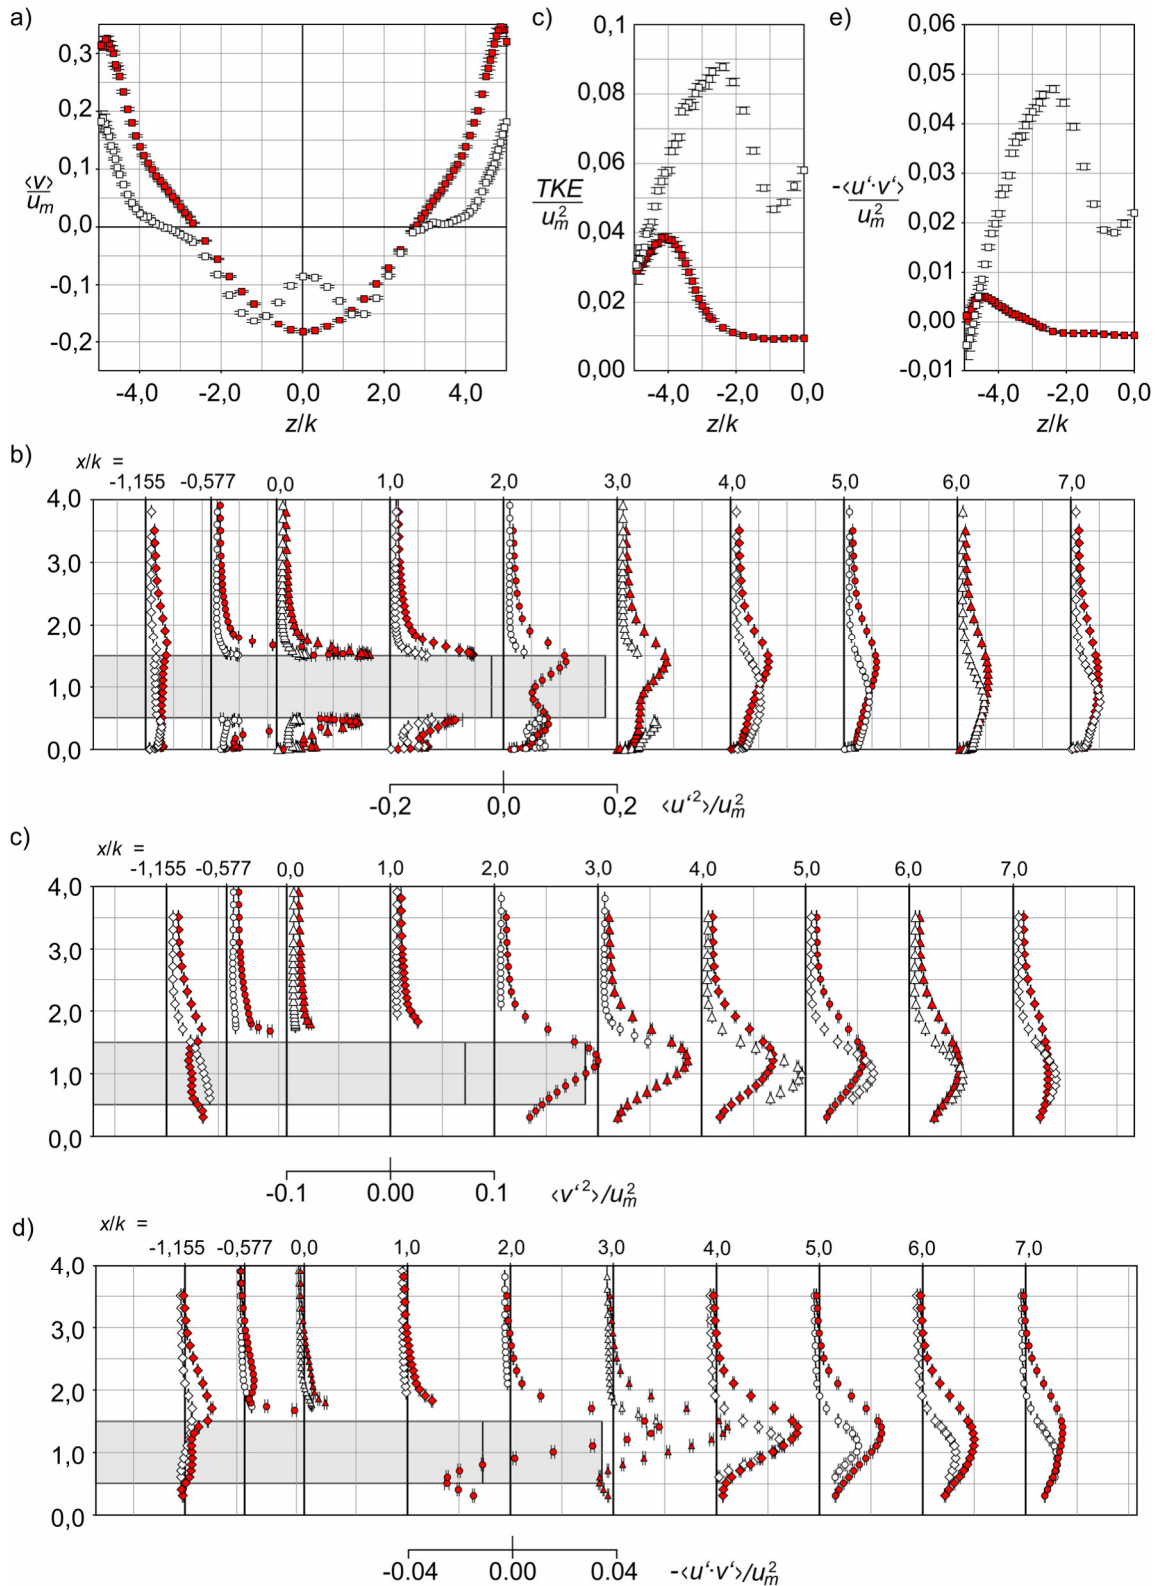 a)
0,3
0,2
0,1
0,0
-0,1
-0,2
⟨v⟩
u_m
-4,0 -2,0 0,0 2,0 4,0
z/k
c)
0,1
0,08
0,06
0,04
0,02
0,00
TKE
u_m^2
-4,0 -2,0 0,0
z/k
e)
0,06
0,05
0,04
0,03
0,02
0,01
0,00
-0,01
-⟨u‘·v‘⟩
u_m^2
-4,0 -2,0 0,0
z/k
b)
x/k =
-1,155 -0,577 0,0 1,0 2,0 3,0 4,0 5,0 6,0 7,0
4,0
3,0
2,0
1,0
0,0
-0,2 0,0 0,2 ⟨u‘²⟩/u_m^2
c)
x/k =
-1,155 -0,577 0,0 1,0 2,0 3,0 4,0 5,0 6,0 7,0
4,0
3,0
2,0
1,0
0,0
-0.1 0.00 0.1 ⟨v‘²⟩/u_m^2
d)
x/k =
-1,155 -0,577 0,0 1,0 2,0 3,0 4,0 5,0 6,0 7,0
4,0
3,0
2,0
1,0
0,0
-0.04 0.00 0.04 -⟨u‘·v‘⟩/u_m^2